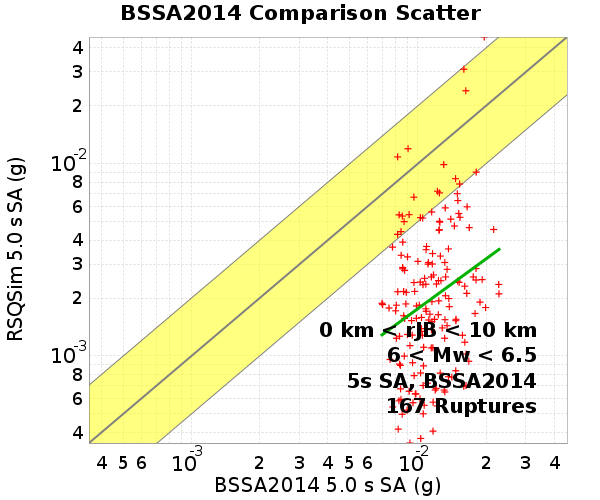 BSSA2014 Comparison Scatter
RSQSim 5.0 s SA (g)
4
3
2
10-2
8
6
4
3
2
10-3
8
6
4
0 km < rJB < 10 km
6 < Mw < 6.5
5s SA, BSSA2014
167 Ruptures
4 5 6 10-3 2 3 4 5 6 8 10-2 2 3 4
BSSA2014 5.0 s SA (g)